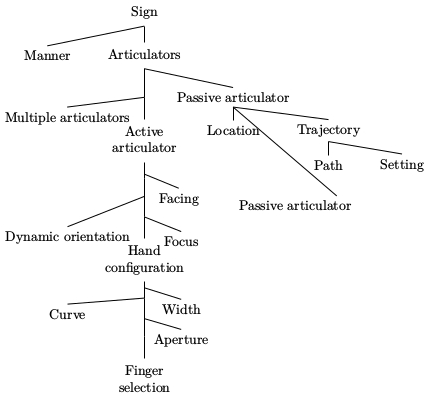 Sign
Manner
Articulators
Passive articulator
Multiple articulators
Location
Trajectory
Active
articulator
Path
Setting
Facing
Passive articulator
Dynamic orientation
Focus
Hand
configuration
Width
Curve
Aperture
Finger
selection